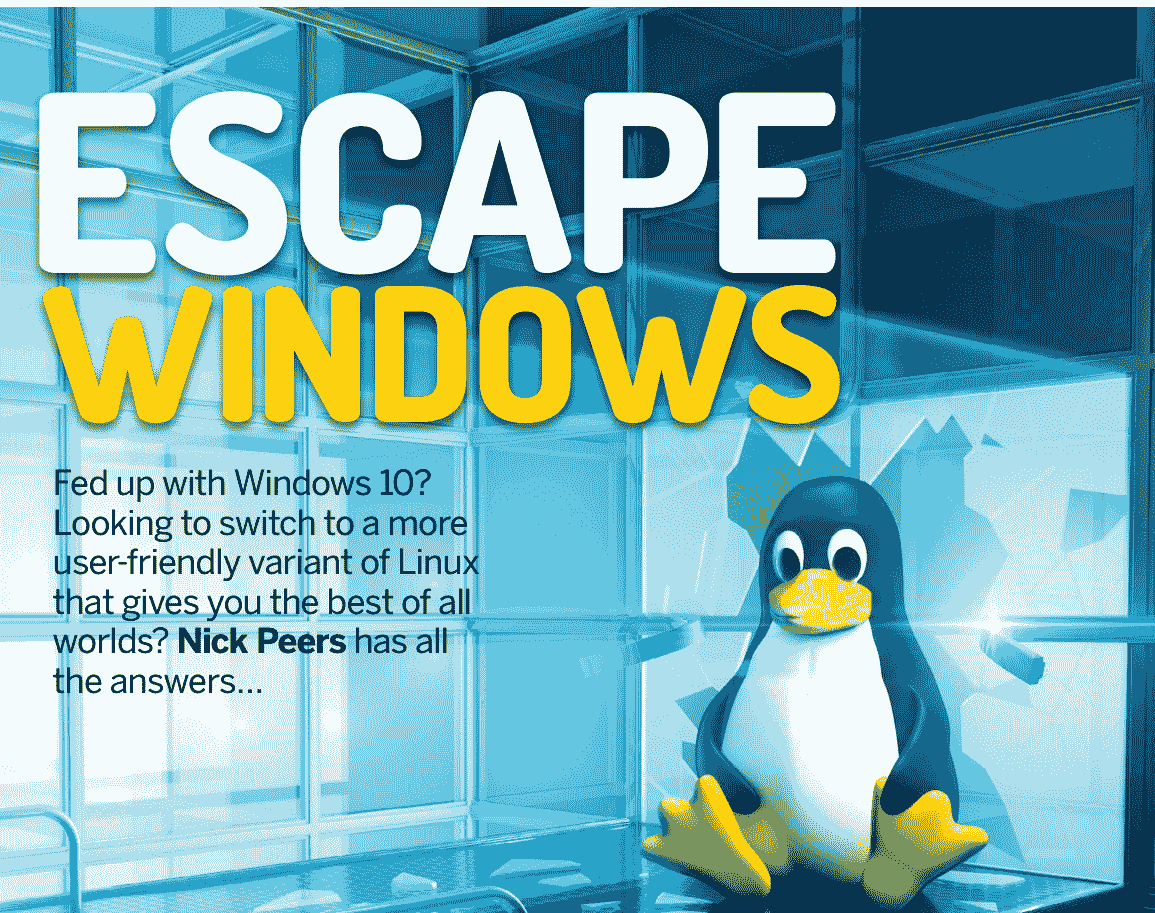 ESCAPE
WINDOWS
Fed up with Windows 10?
Looking to switch to a more
user-friendly variant of Linux
that gives you the best of all
worlds? Nick Peers has all
the answers...